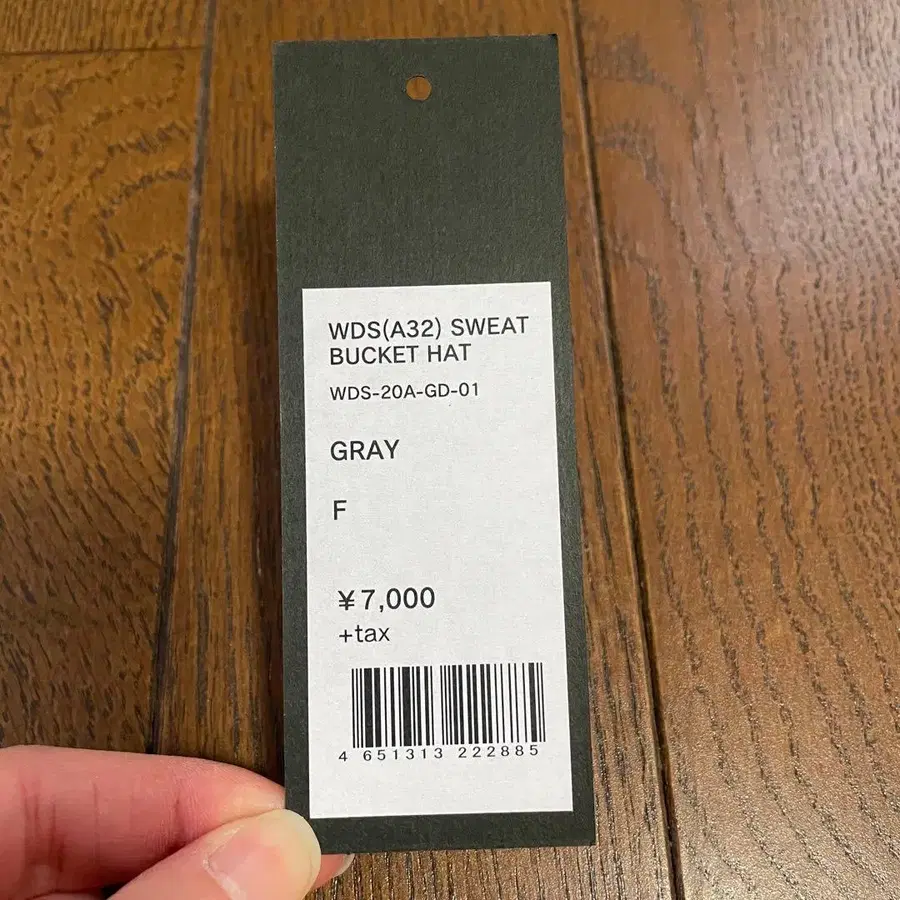 WDS(A32) SWEAT
BUCKET HAT
WDS-20A-GD-01
GRAY
F
¥7,000
+tax
4 651313 222885